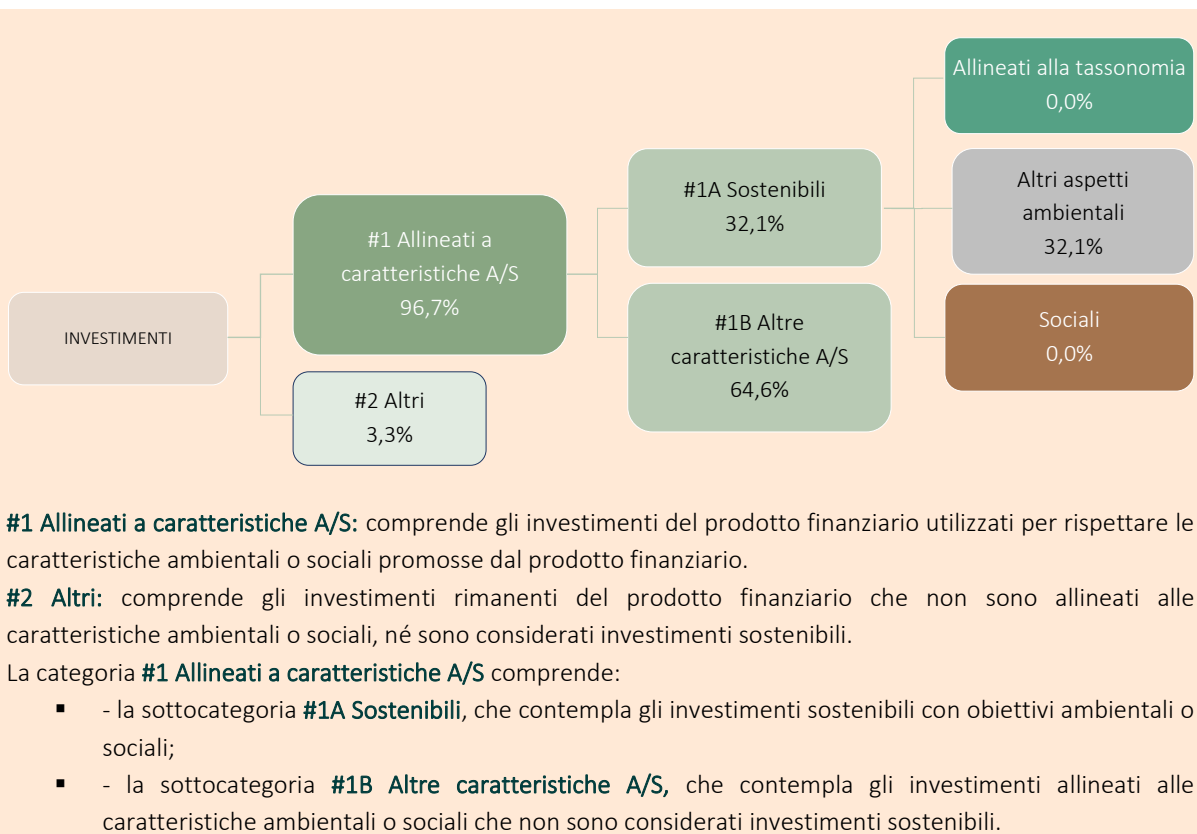 Allineati alla tassonomia
0,0%
#1A Sostenibili
32,1%
Altri aspetti
ambientali
32,1%
#1 Allineati a
caratteristiche A/S
96,7%
INVESTIMENTI
#1B Altre
caratteristiche A/S
64,6%
Sociali
0,0%
#2 Altri
3,3%
#1 Allineati a caratteristiche A/S: comprende gli investimenti del prodotto finanziario utilizzati per rispettare le
caratteristiche ambientali o sociali promosse dal prodotto finanziario.
#2 Altri: comprende gli investimenti rimanenti del prodotto finanziario che non sono allineati alle
caratteristiche ambientali o sociali, né sono considerati investimenti sostenibili.
La categoria #1 Allineati a caratteristiche A/S comprende:
▪ - la sottocategoria #1A Sostenibili, che contempla gli investimenti sostenibili con obiettivi ambientali o
sociali;
▪ - la sottocategoria #1B Altre caratteristiche A/S, che contempla gli investimenti allineati alle
caratteristiche ambientali o sociali che non sono considerati investimenti sostenibili.